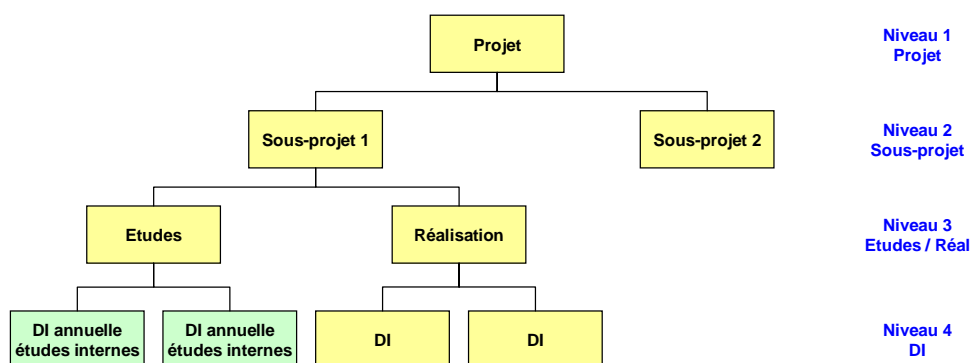 Projet
Niveau 1
Projet
Sous-projet 1
Sous-projet 2
Niveau 2
Sous-projet
Etudes
Réalisation
Niveau 3
Etudes / Réal
DI annuelle
études internes
DI annuelle
études internes
DI
DI
Niveau 4
DI